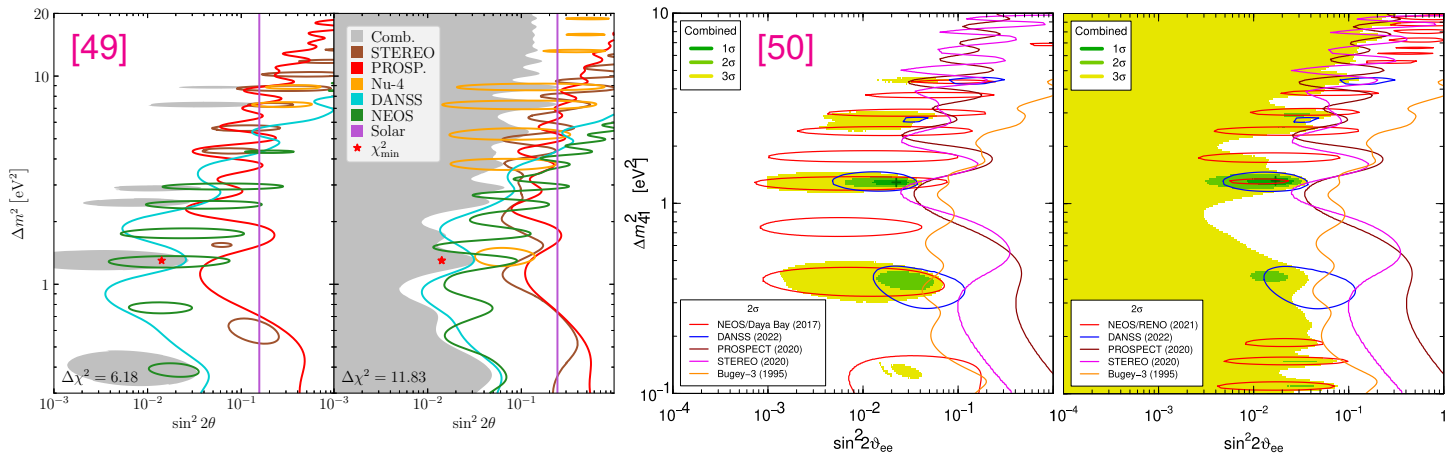 [49]
20
10
1
Δm² [eV²]
Δχ² = 6.18
10⁻³
10⁻²
10⁻¹
sin² 2θ
Comb.
STEREO
PROSP.
Nu-4
DANSS
NEOS
Solar
χ²min
Δχ² = 11.83
10⁻³
10⁻²
10⁻¹
sin² 2θ
[50]
Combined
1σ
2σ
3σ
10
1
10⁻¹
Δm²41 [eV²]
2σ
NEOS/Daya Bay (2017)
DANSS (2022)
PROSPECT (2020)
STEREO (2020)
Bugey−3 (1995)
10⁻⁴
10⁻³
10⁻²
10⁻¹
sin²2ϑee
Combined
1σ
2σ
3σ
2σ
NEOS/RENO (2021)
DANSS (2022)
PROSPECT (2020)
STEREO (2020)
Bugey−3 (1995)
10⁻⁴
10⁻³
10⁻²
10⁻¹
1
sin²2ϑee